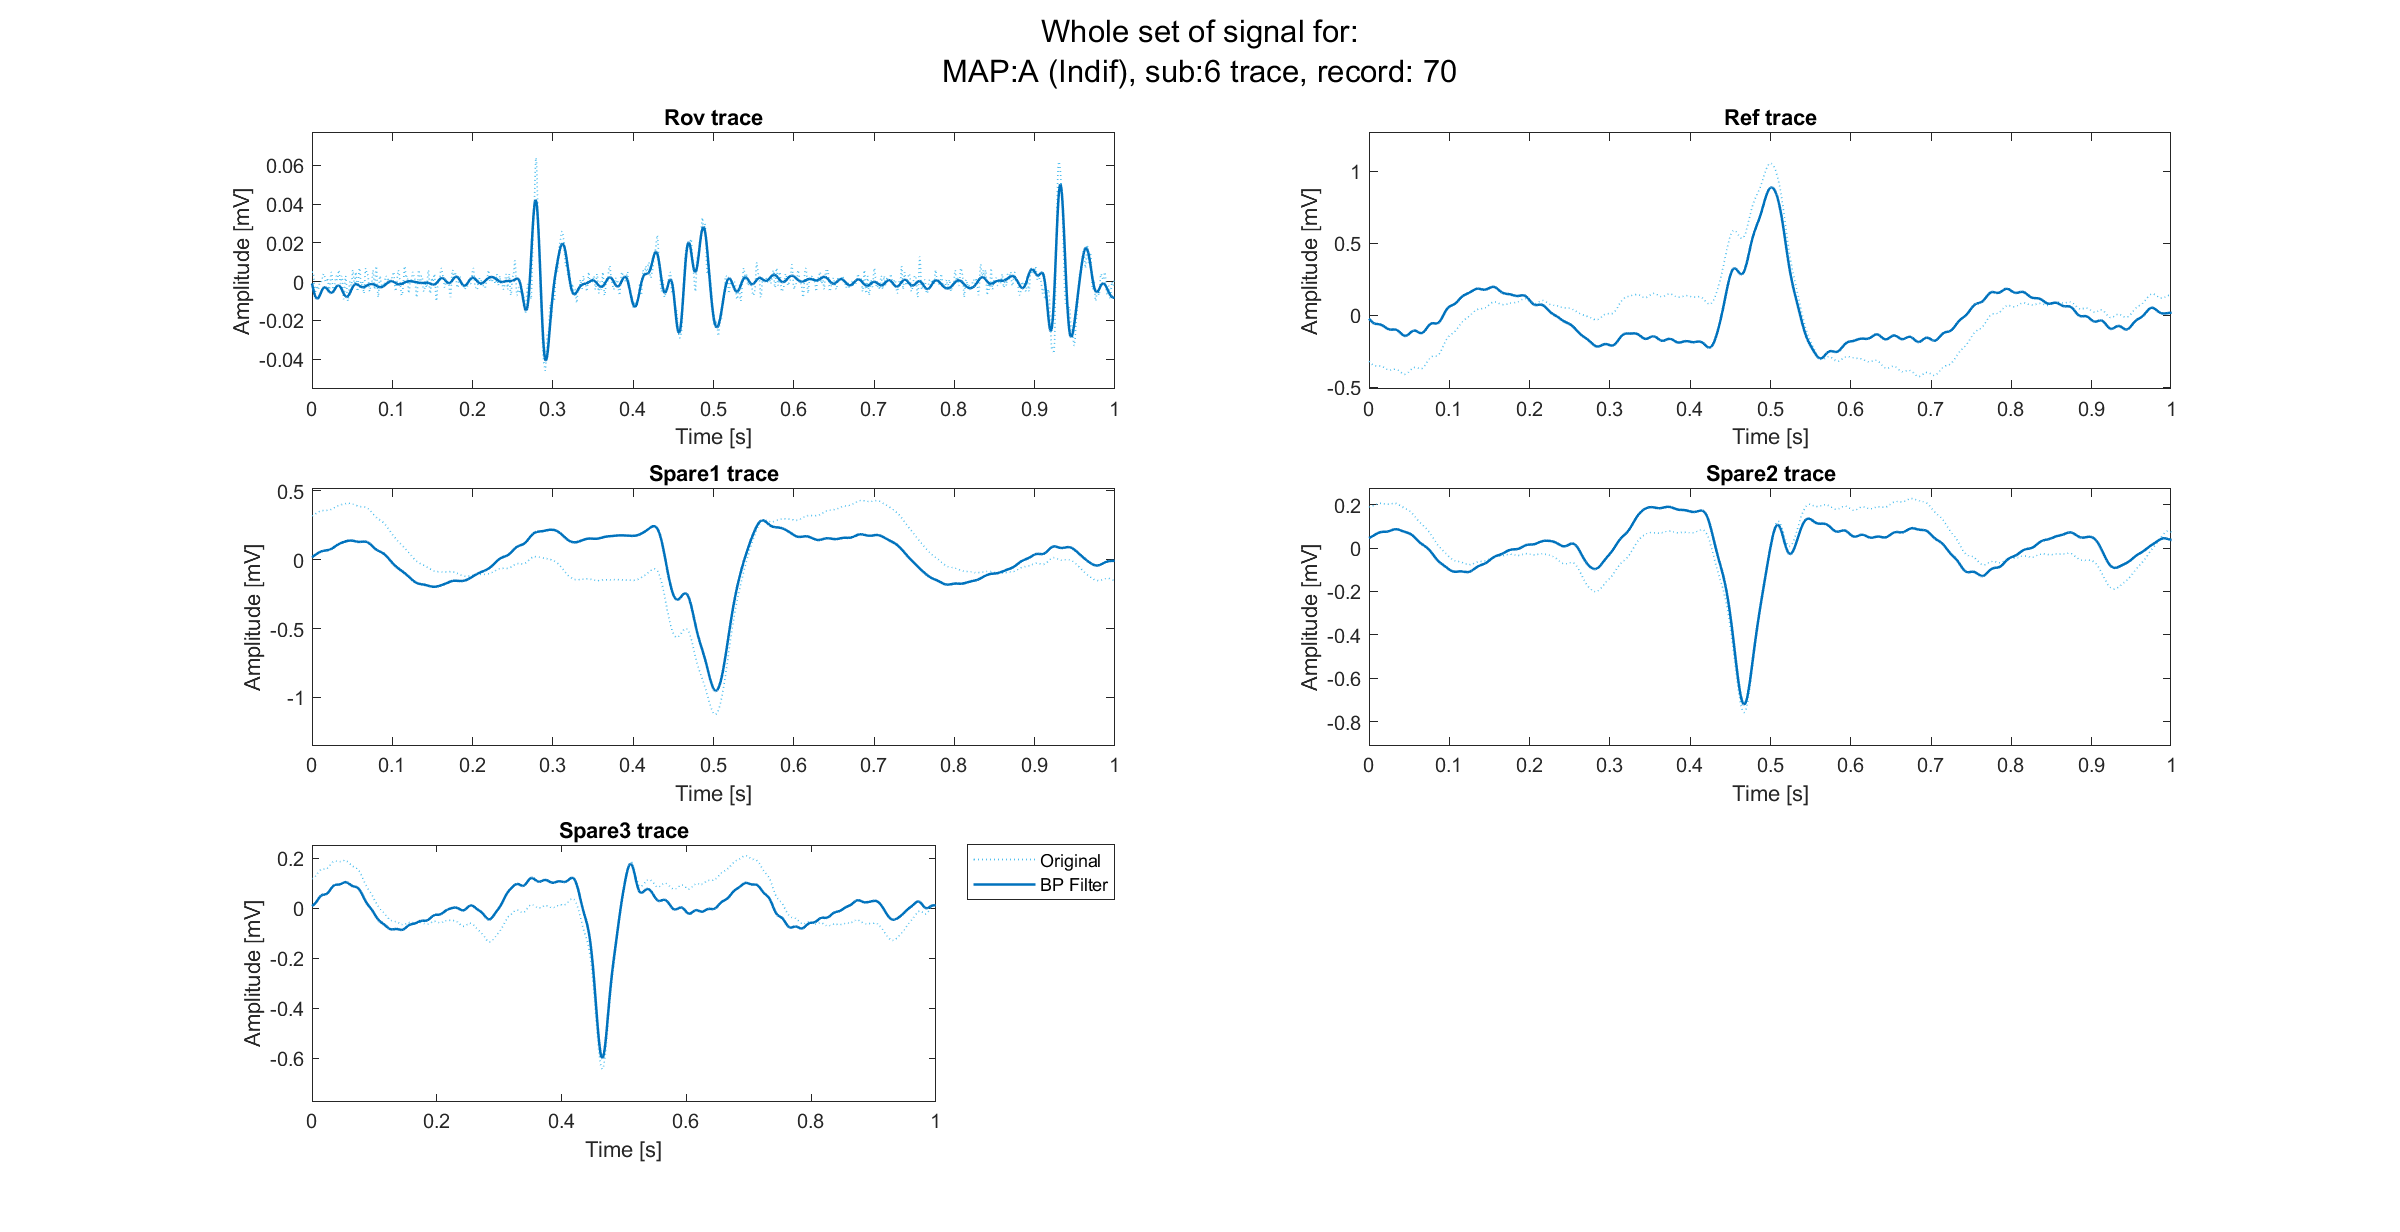 Whole set of signal for:
MAP:A (Indif), sub:6 trace, record: 70
Rov trace
Amplitude [mV]
0.06
0.04
0.02
0
-0.02
-0.04
0 0.1 0.2 0.3 0.4 0.5 0.6 0.7 0.8 0.9 1
Time [s]
Ref trace
Amplitude [mV]
1
0.5
0
-0.5
0 0.1 0.2 0.3 0.4 0.5 0.6 0.7 0.8 0.9 1
Time [s]
Spare1 trace
Amplitude [mV]
0.5
0
-0.5
-1
0 0.1 0.2 0.3 0.4 0.5 0.6 0.7 0.8 0.9 1
Time [s]
Spare2 trace
Amplitude [mV]
0.2
0
-0.2
-0.4
-0.6
-0.8
0 0.1 0.2 0.3 0.4 0.5 0.6 0.7 0.8 0.9 1
Time [s]
Spare3 trace
Amplitude [mV]
0.2
0
-0.2
-0.4
-0.6
0 0.2 0.4 0.6 0.8 1
Time [s]
Original
BP Filter